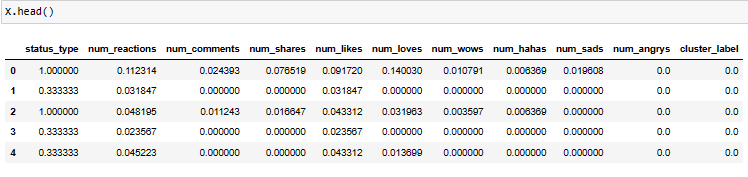 X.head()
status_type num_reactions num_comments num_shares num_likes num_loves num_wows num_hahas num_sads num_angrys cluster_label
0 1.000000 0.112314 0.024393 0.076519 0.091720 0.140030 0.010791 0.006369 0.019608 0.0 0.0
1 0.333333 0.031847 0.000000 0.000000 0.031847 0.000000 0.000000 0.000000 0.000000 0.0 0.0
2 1.000000 0.048195 0.011243 0.016647 0.043312 0.031963 0.003597 0.006369 0.000000 0.0 0.0
3 0.333333 0.023567 0.000000 0.000000 0.023567 0.000000 0.000000 0.000000 0.000000 0.0 0.0
4 0.333333 0.045223 0.000000 0.000000 0.043312 0.013699 0.000000 0.000000 0.000000 0.0 0.0